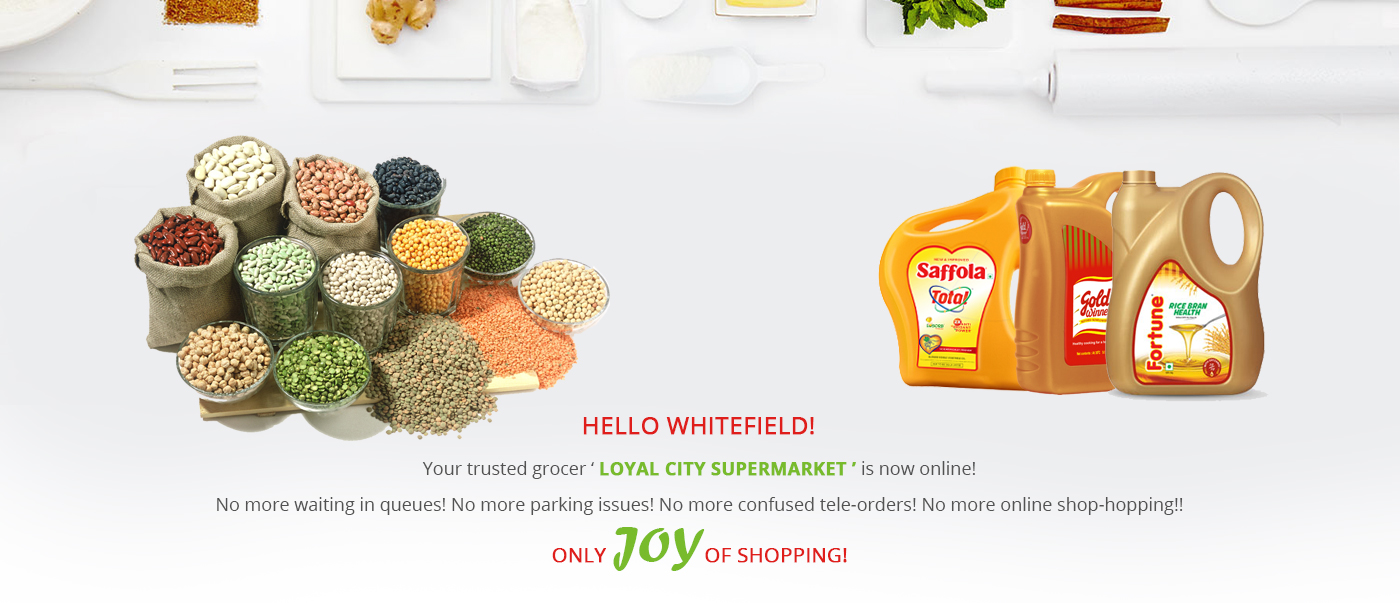 Saffola
Total
Gold
Winner
Fortune
RICE BRAN
HEALTH
HELLO WHITEFIELD!
Your trusted grocer ‘ LOYAL CITY SUPERMARKET ’ is now online!
No more waiting in queues! No more parking issues! No more confused tele-orders! No more online shop-hopping!!
ONLY JOY OF SHOPPING!